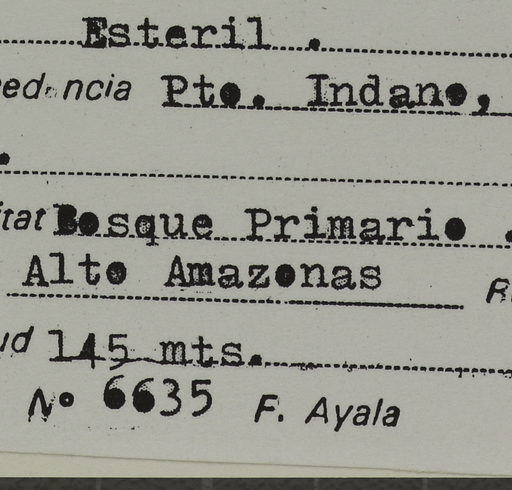 Esteril .
edencia Pto. Indano,
.
itat Bosque Primario .
Alto Amazonas R
ud 145 mts.
Nº 6635 F. Ayala